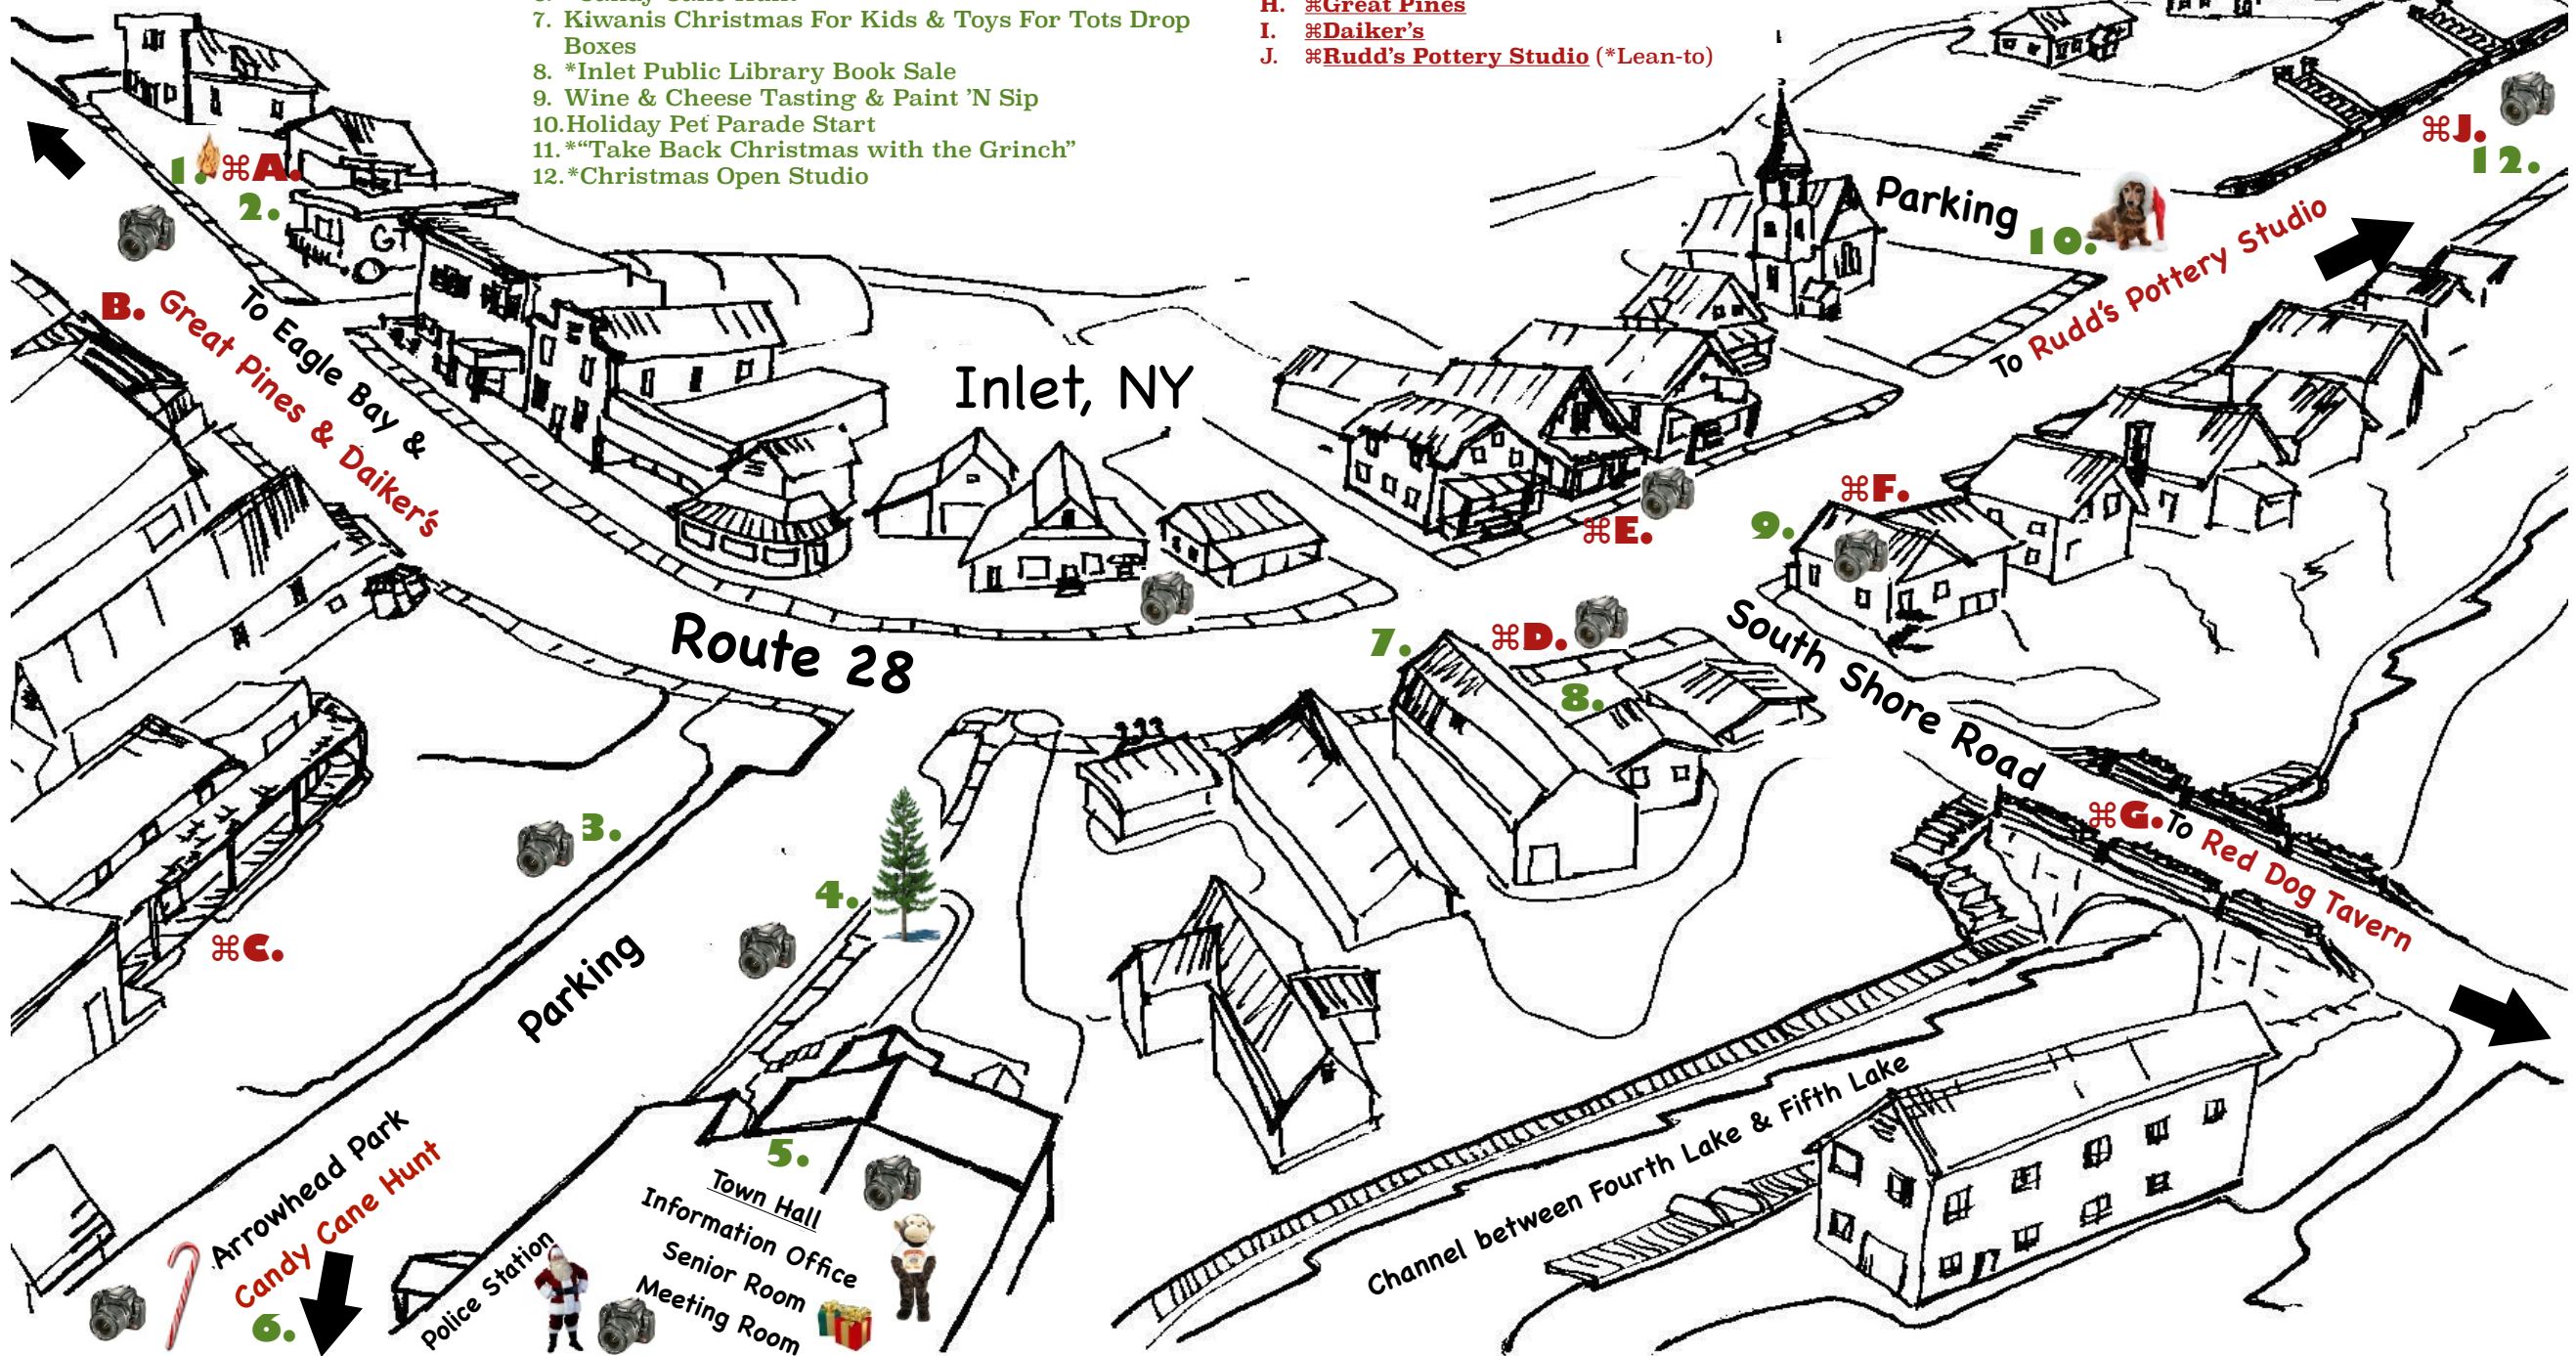 7. Kiwanis Christmas For Kids & Toys For Tots Drop
Boxes
8. *Inlet Public Library Book Sale
9. Wine & Cheese Tasting & Paint ’N Sip
10.Holiday Pet Parade Start
11.*“Take Back Christmas with the Grinch”
12.*Christmas Open Studio
H. ⌘Great Pines
I. ⌘Daiker’s
J. ⌘Rudd’s Pottery Studio (*Lean-to)
1. ⌘A.
2.
GT
B. Great Pines & Daiker’s
To Eagle Bay &
Inlet, NY
Parking
10.
⌘J.
12.
To Rudd’s Pottery Studio
⌘E.
⌘F.
9.
Route 28
7.
⌘D.
8.
South Shore Road
⌘G. To Red Dog Tavern
3.
4.
⌘C.
Parking
5.
Town Hall
Information Office
Senior Room
Meeting Room
Police Station
Arrowhead Park
Candy Cane Hunt
6.
Channel between Fourth Lake & Fifth Lake